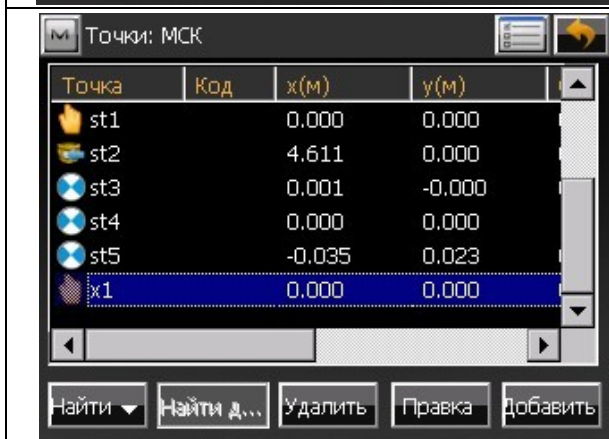 M Точки: МСК
Точка Код x(м) y(м)
st1 0.000 0.000
st2 4.611 0.000
st3 0.001 -0.000
st4 0.000 0.000
st5 -0.035 0.023
x1 0.000 0.000
Найти Найти д... Удалить Правка Добавить